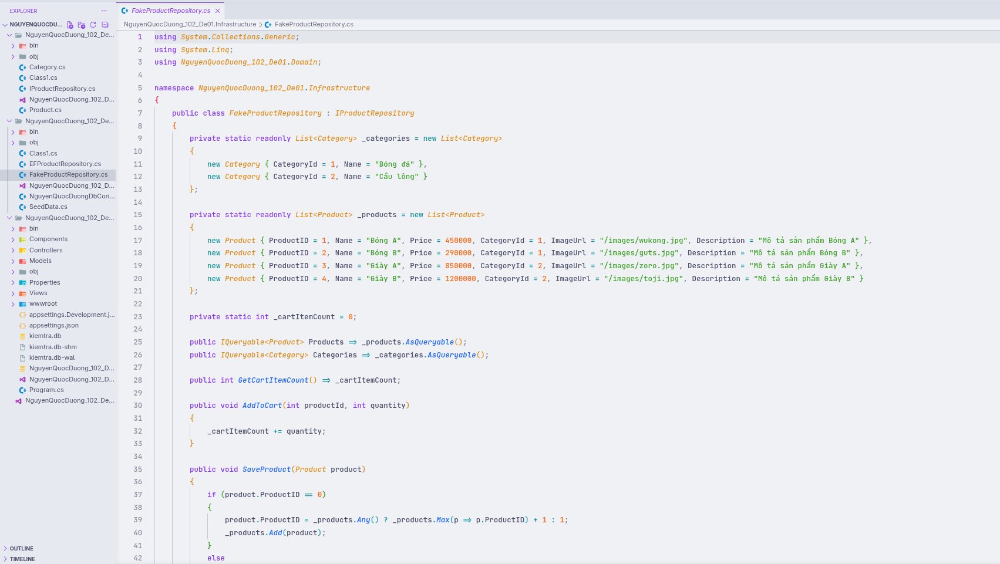 EXPLORER
NGUYENQUOCDU...
NguyenQuocDuong_102_De...
bin
obj
Category.cs
Class1.cs
IProductRepository.cs
NguyenQuocDuong_102_D...
Product.cs
NguyenQuocDuong_102_De...
bin
obj
Class1.cs
EFProductRepository.cs
FakeProductRepository.cs
NguyenQuocDuong_102_D...
NguyenQuocDuongDbCon...
SeedData.cs
NguyenQuocDuong_102_De...
bin
Components
Controllers
Models
obj
Properties
Views
wwwroot
appsettings.Development.j...
appsettings.json
kiemtra.db
kiemtra.db-shm
kiemtra.db-wal
NguyenQuocDuong_102_D...
NguyenQuocDuong_102_D...
Program.cs
NguyenQuocDuong_102_De...
OUTLINE
TIMELINE
FakeProductRepository.cs
NguyenQuocDuong_102_De01.Infrastructure > FakeProductRepository.cs
1 using System.Collections.Generic;
2 using System.Linq;
3 using NguyenQuocDuong_102_De01.Domain;
4
5 namespace NguyenQuocDuong_102_De01.Infrastructure
6 {
7 public class FakeProductRepository : IProductRepository
8 {
9 private static readonly List<Category> _categories = new List<Category>
10 {
11 new Category { CategoryId = 1, Name = "Bóng đá" },
12 new Category { CategoryId = 2, Name = "Cầu lông" }
13 };
14
15 private static readonly List<Product> _products = new List<Product>
16 {
17 new Product { ProductID = 1, Name = "Bóng A", Price = 450000, CategoryId = 1, ImageUrl = "/images/wukong.jpg", Description = "Mô tả sản phẩm Bóng A" },
18 new Product { ProductID = 2, Name = "Bóng B", Price = 290000, CategoryId = 1, ImageUrl = "/images/guts.jpg", Description = "Mô tả sản phẩm Bóng B" },
19 new Product { ProductID = 3, Name = "Giày A", Price = 850000, CategoryId = 2, ImageUrl = "/images/zoro.jpg", Description = "Mô tả sản phẩm Giày A" },
20 new Product { ProductID = 4, Name = "Giày B", Price = 1200000, CategoryId = 2, ImageUrl = "/images/toji.jpg", Description = "Mô tả sản phẩm Giày B" }
21 };
22
23 private static int _cartItemCount = 0;
24
25 public IQueryable<Product> Products => _products.AsQueryable();
26 public IQueryable<Category> Categories => _categories.AsQueryable();
27
28 public int GetCartItemCount() => _cartItemCount;
29
30 public void AddToCart(int productId, int quantity)
31 {
32 _cartItemCount += quantity;
33 }
34
35 public void SaveProduct(Product product)
36 {
37 if (product.ProductID == 0)
38 {
39 product.ProductID = _products.Any() ? _products.Max(p => p.ProductID) + 1 : 1;
40 _products.Add(product);
41 }
42 else